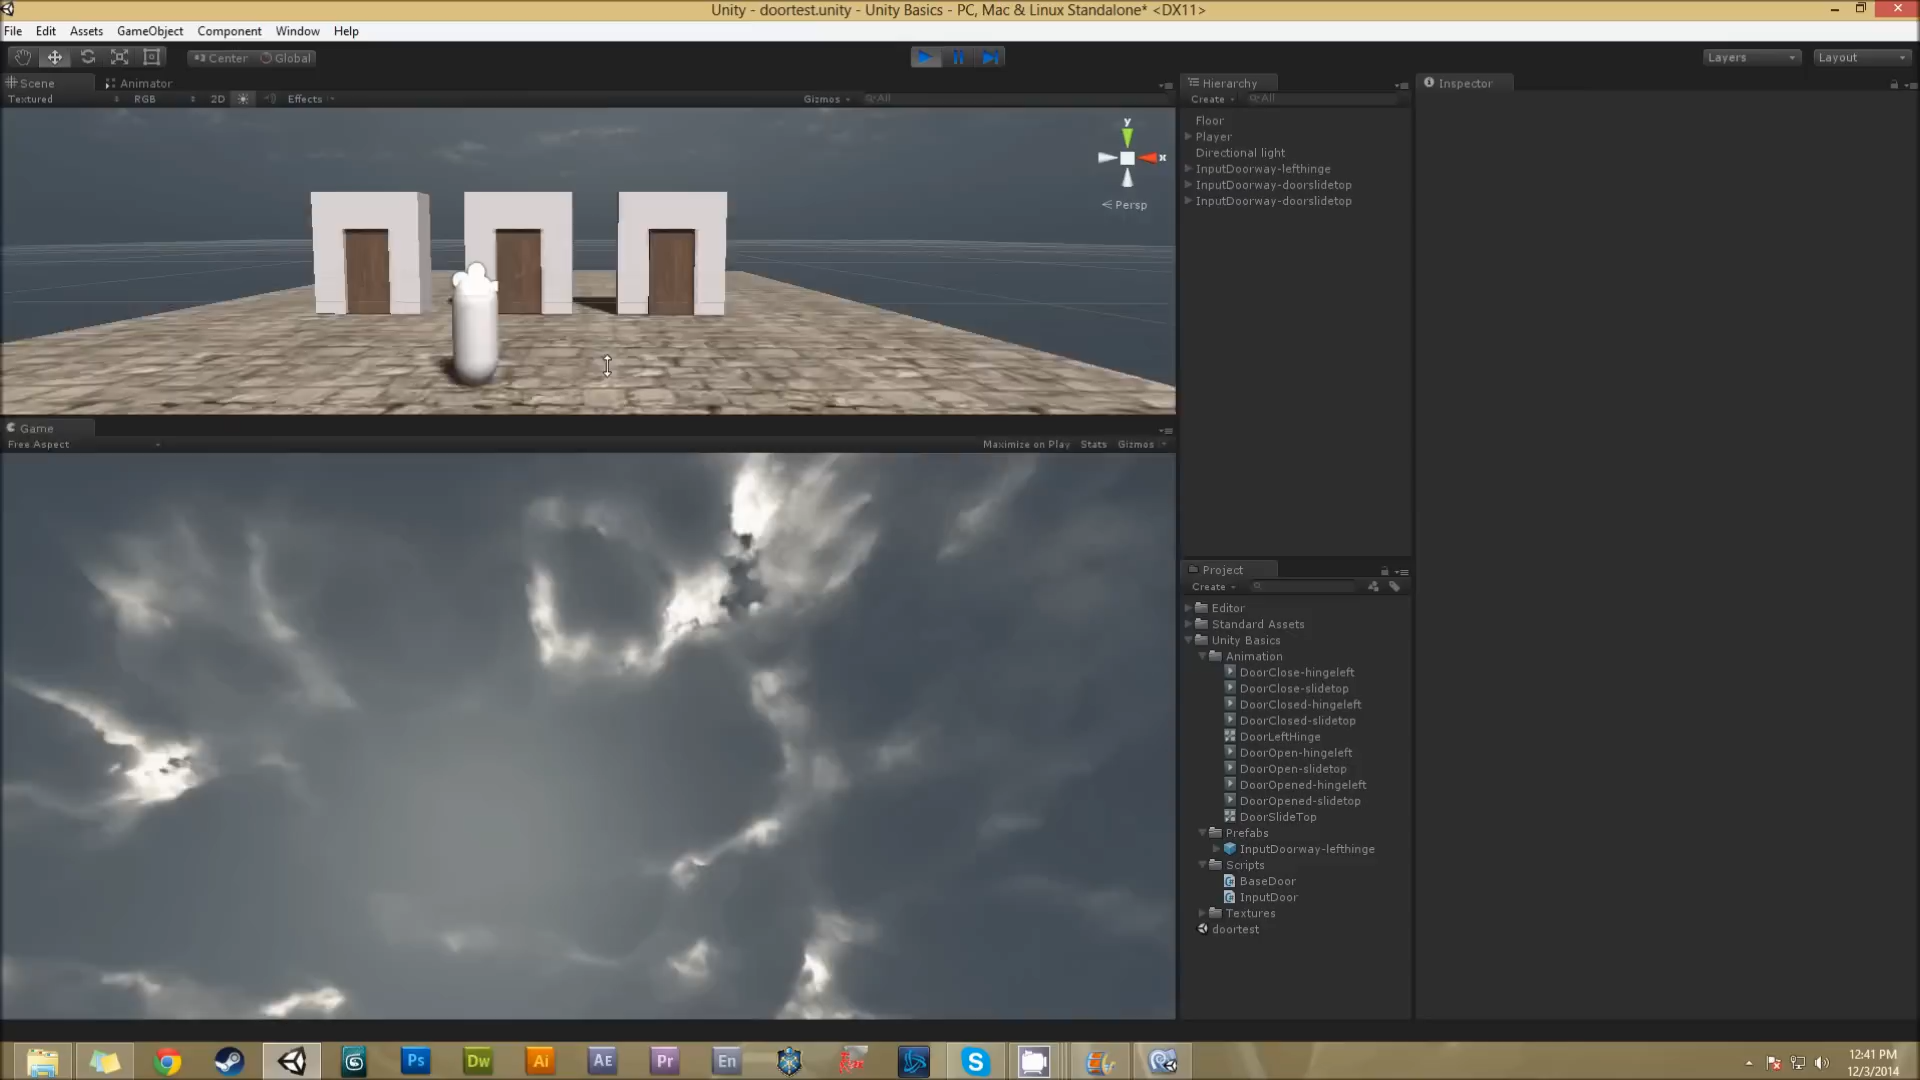 Unity - doortest.unity - Unity Basics - PC, Mac & Linux Standalone* <DX11>
File Edit Assets GameObject Component Window Help
Center Global
Layers Layout
Scene Animator
Textured RGB 2D Effects Gizmos All
y
x
Persp
Game
Free Aspect Maximize on Play Stats Gizmos
Hierarchy
Create All
Floor
Player
Directional light
InputDoorway-lefthinge
InputDoorway-doorslidetop
InputDoorway-doorslidetop
Inspector
Project
Create
Editor
Standard Assets
Unity Basics
Animation
DoorClose-hingeleft
DoorClose-slidetop
DoorClosed-hingeleft
DoorClosed-slidetop
DoorLeftHinge
DoorOpen-hingeleft
DoorOpen-slidetop
DoorOpened-hingeleft
DoorOpened-slidetop
DoorSlideTop
Prefabs
InputDoorway-lefthinge
Scripts
BaseDoor
InputDoor
Textures
doortest
Ps Dw Ai AE Pr En
12:41 PM
12/3/2014